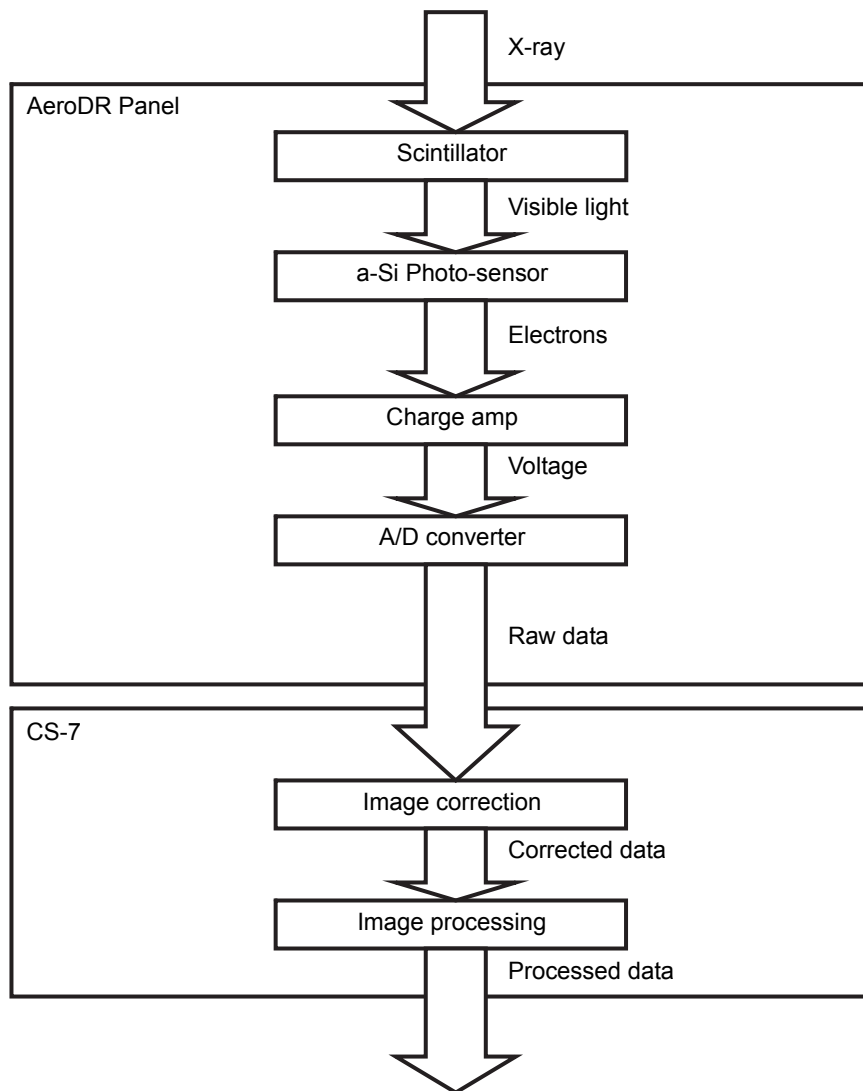 X-ray
AeroDR Panel
Scintillator
Visible light
a-Si Photo-sensor
Electrons
Charge amp
Voltage
A/D converter
Raw data
CS-7
Image correction
Corrected data
Image processing
Processed data